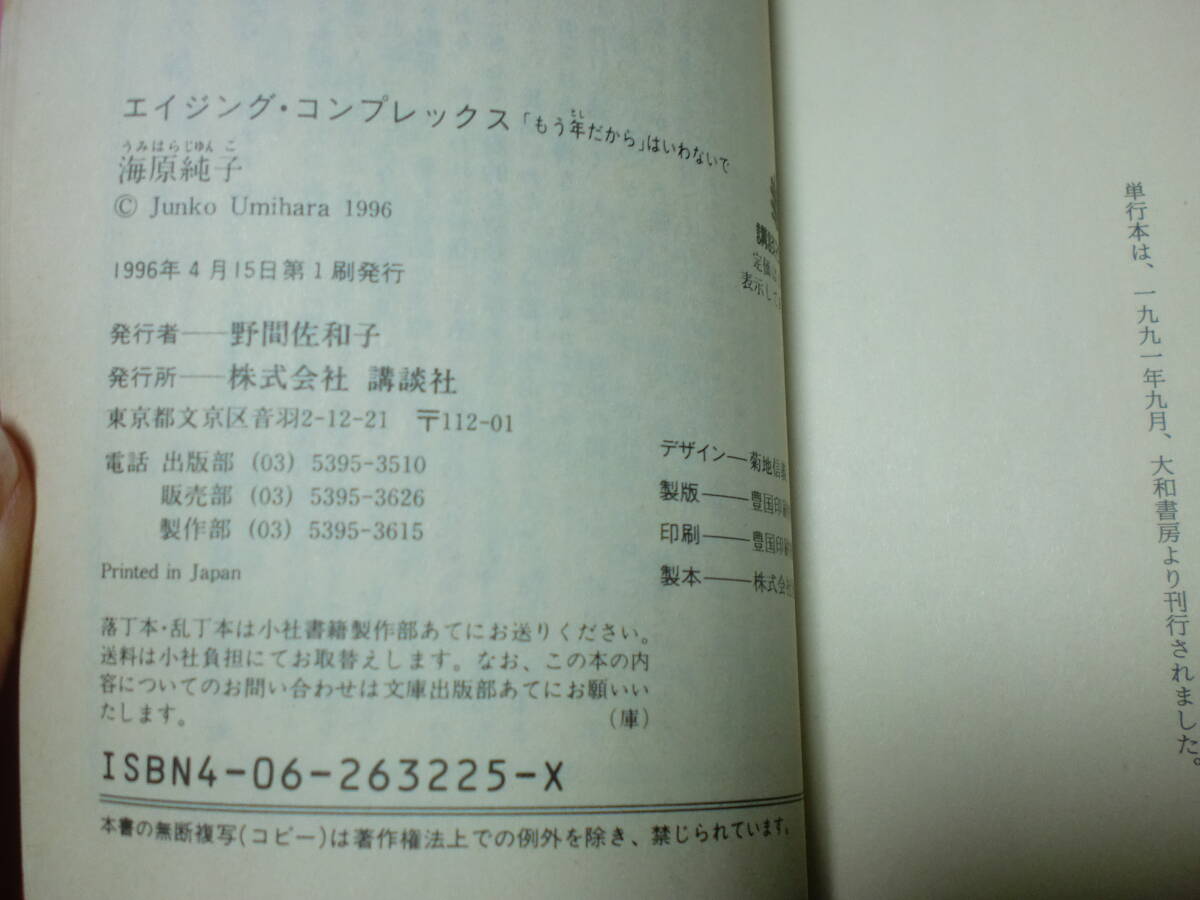 単行本は、一九九一年九月、大和書房より刊行されました。
エイジング・コンプレックス「もう年だから」はいわないで
とし
うみはらじゅんこ
海原純子
© Junko Umihara 1996
1996年4月15日第1刷発行
発行者――野間佐和子
発行所――株式会社 講談社
東京都文京区音羽2-12-21 〒112-01
電話 出版部 (03) 5395-3510
販売部 (03) 5395-3626
製作部 (03) 5395-3615
Printed in Japan
定価
表示して
デザイン―菊地信
製版――豊国印
印刷――豊国印
製本――株式会
落丁本・乱丁本は小社書籍製作部あてにお送りください。
送料は小社負担にてお取替えします。なお、この本の内
容についてのお問い合わせは文庫出版部あてにお願いい
たします。 (庫)
ISBN4-06-263225-X
本書の無断複写(コピー)は著作権法上での例外を除き、禁じられています。